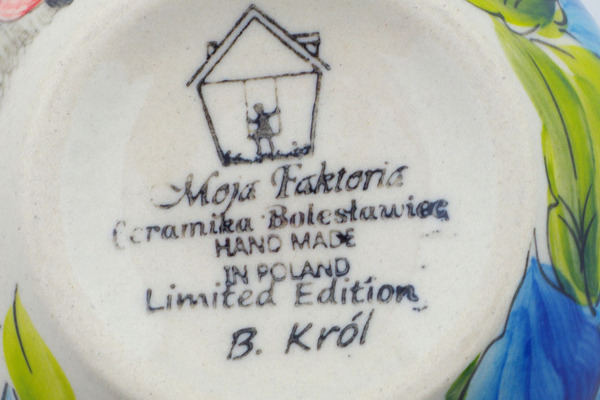 Moja Faktoria
Ceramika Bolesławiec
HAND MADE
IN POLAND
Limited Edition
B. Król